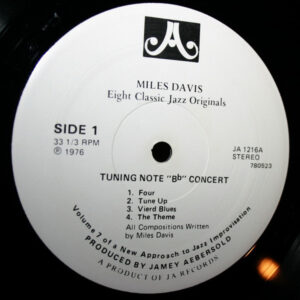 JA
MILES DAVIS
Eight Classic Jazz Originals
SIDE 1
33 1/3 RPM
℗ 1976
JA 1216A
STEREO
780523
TUNING NOTE "Bb" CONCERT
1. Four
2. Tune Up
3. Vierd Blues
4. The Theme
All Compositions Written
by Miles Davis
Volume 7 of a New Approach to Jazz Improvisation
PRODUCED BY JAMEY AEBERSOLD
A PRODUCT OF JA RECORDS